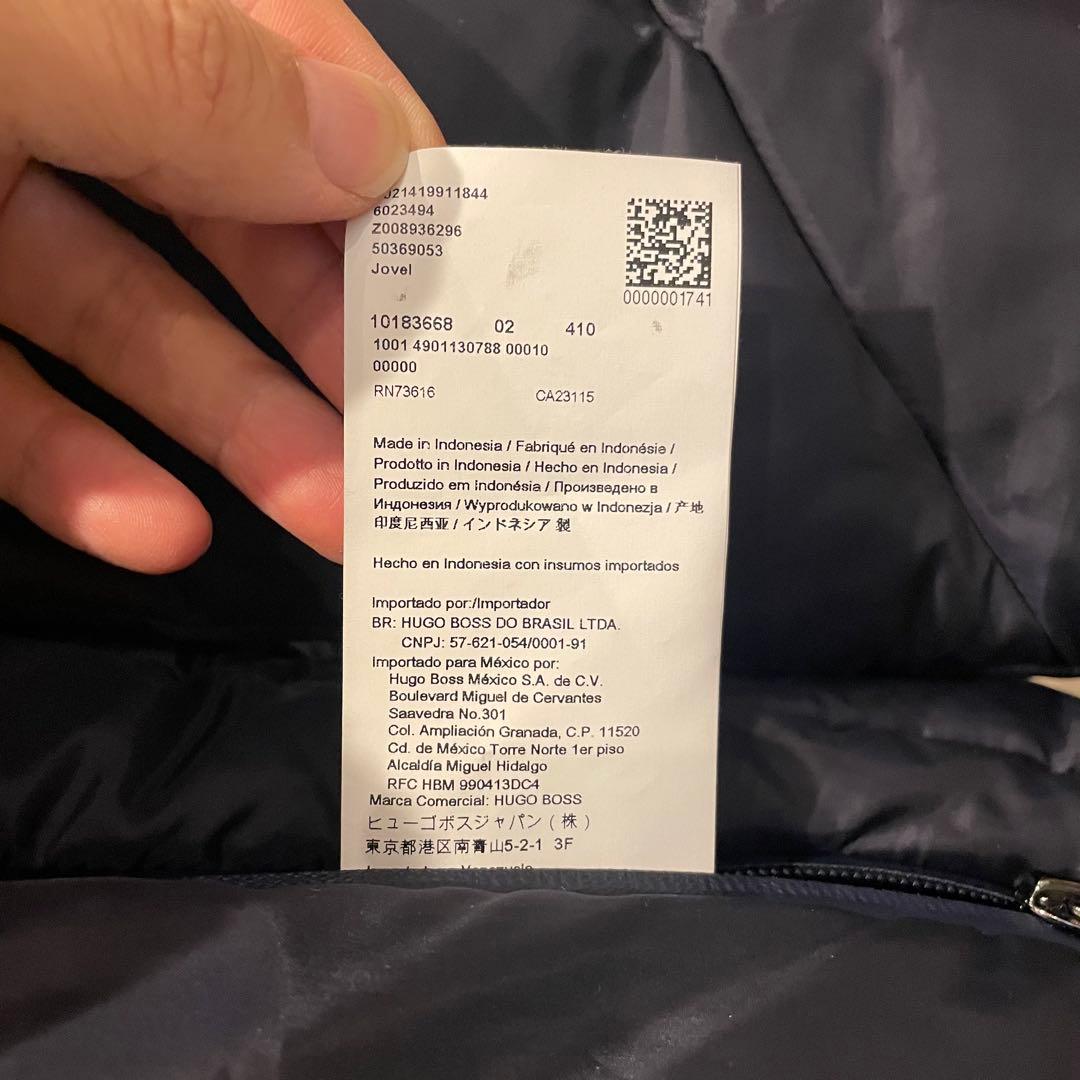 21419911844
6023494
Z008936296
50369053
Jovel
0000001741
10183668 02 410
1001 4901130788 00010
00000
RN73616 CA23115
Made in Indonesia / Fabriqué en Indonésie /
Prodotto in Indonesia / Hecho en Indonesia /
Produzido em Indonésia / Произведено в
Индонезия / Wyprodukowano w Indonezja / 产地
印度尼西亚 / インドネシア 製
Hecho en Indonesia con insumos importados
Importado por:/Importador
BR: HUGO BOSS DO BRASIL LTDA.
CNPJ: 57-621-054/0001-91
Importado para México por:
Hugo Boss México S.A. de C.V.
Boulevard Miguel de Cervantes
Saavedra No.301
Col. Ampliación Granada, C.P. 11520
Cd. de México Torre Norte 1er piso
Alcaldía Miguel Hidalgo
RFC HBM 990413DC4
Marca Comercial: HUGO BOSS
ヒューゴボスジャパン ( 株 )
東京都港区南青山5-2-1 3F